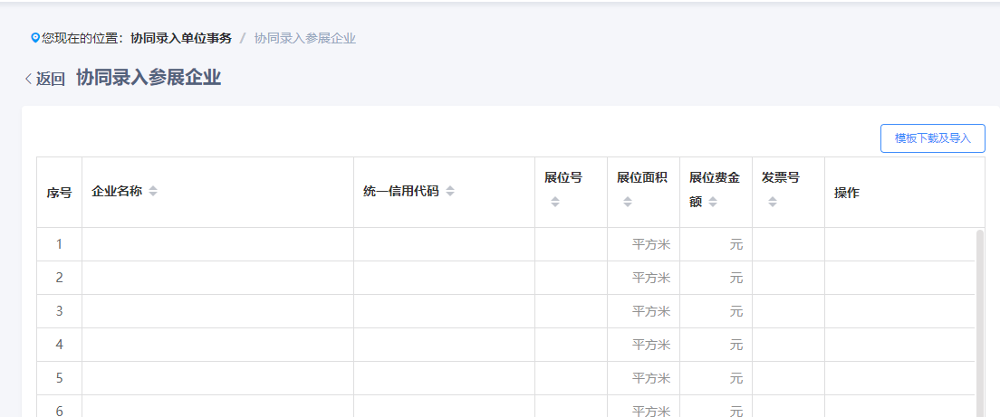 您现在的位置：协同录入单位事务 / 协同录入参展企业
返回 协同录入参展企业
模板下载及导入
序号 企业名称 统一信用代码 展位号 展位面积 展位费金额 发票号 操作
1 平方米 元
2 平方米 元
3 平方米 元
4 平方米 元
5 平方米 元
6 平方米 元